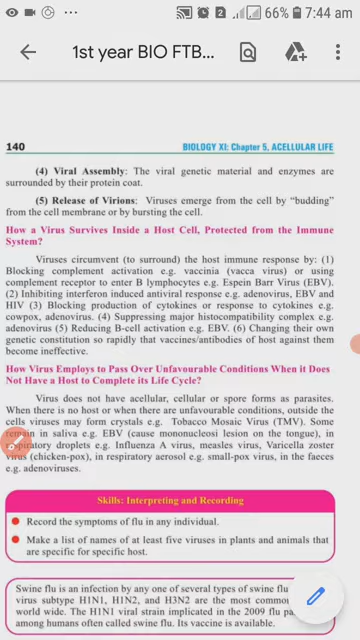 66% 7:44 am
1st year BIO FTB...
140
BIOLOGY XI: Chapter 5, ACELLULAR LIFE
(4) Viral Assembly: The viral genetic material and enzymes are
surrounded by their protein coat.
(5) Release of Virions: Viruses emerge from the cell by "budding"
from the cell membrane or by bursting the cell.
How a Virus Survives Inside a Host Cell, Protected from the Immune
System?
Viruses circumvent (to surround) the host immune response by: (1)
Blocking complement activation e.g. vaccinia (vacca virus) or using
complement receptor to enter B lymphocytes e.g. Espein Barr Virus (EBV).
(2) Inhibiting interferon induced antiviral response e.g. adenovirus, EBV and
HIV (3) Blocking production of cytokines or response to cytokines e.g.
cowpox, adenovirus. (4) Suppressing major histocompatibility complex e.g.
adenovirus (5) Reducing B-cell activation e.g. EBV. (6) Changing their own
genetic constitution so rapidly that vaccines/antibodies of host against them
become ineffective.
How Virus Employs to Pass Over Unfavourable Conditions When it Does
Not Have a Host to Complete its Life Cycle?
Virus does not have acellular, cellular or spore forms as parasites.
When there is no host or when there are unfavourable conditions, outside
the cells viruses may form crystals e.g. Tobacco Mosaic Virus (TMV). Some
remain in saliva e.g. EBV (cause mononucleosi lesion on the tongue), in
respiratory droplets e.g. Influenza A virus, measles virus, Varicella zoster
virus (chicken-pox), in respiratory aerosol e.g. small-pox virus, in the faeces
e.g. adenoviruses.
Skills: Interpreting and Recording
Record the symptoms of flu in any individual.
Make a list of names of at least five viruses in plants and animals that
are specific for specific host.
Swine flu is an infection by any one of several types of swine flu
virus subtype H1N1, H1N2, and H3N2 are the most common
world wide. The H1N1 viral strain implicated in the 2009 flu
among humans often called swine flu. Its vaccine is available.